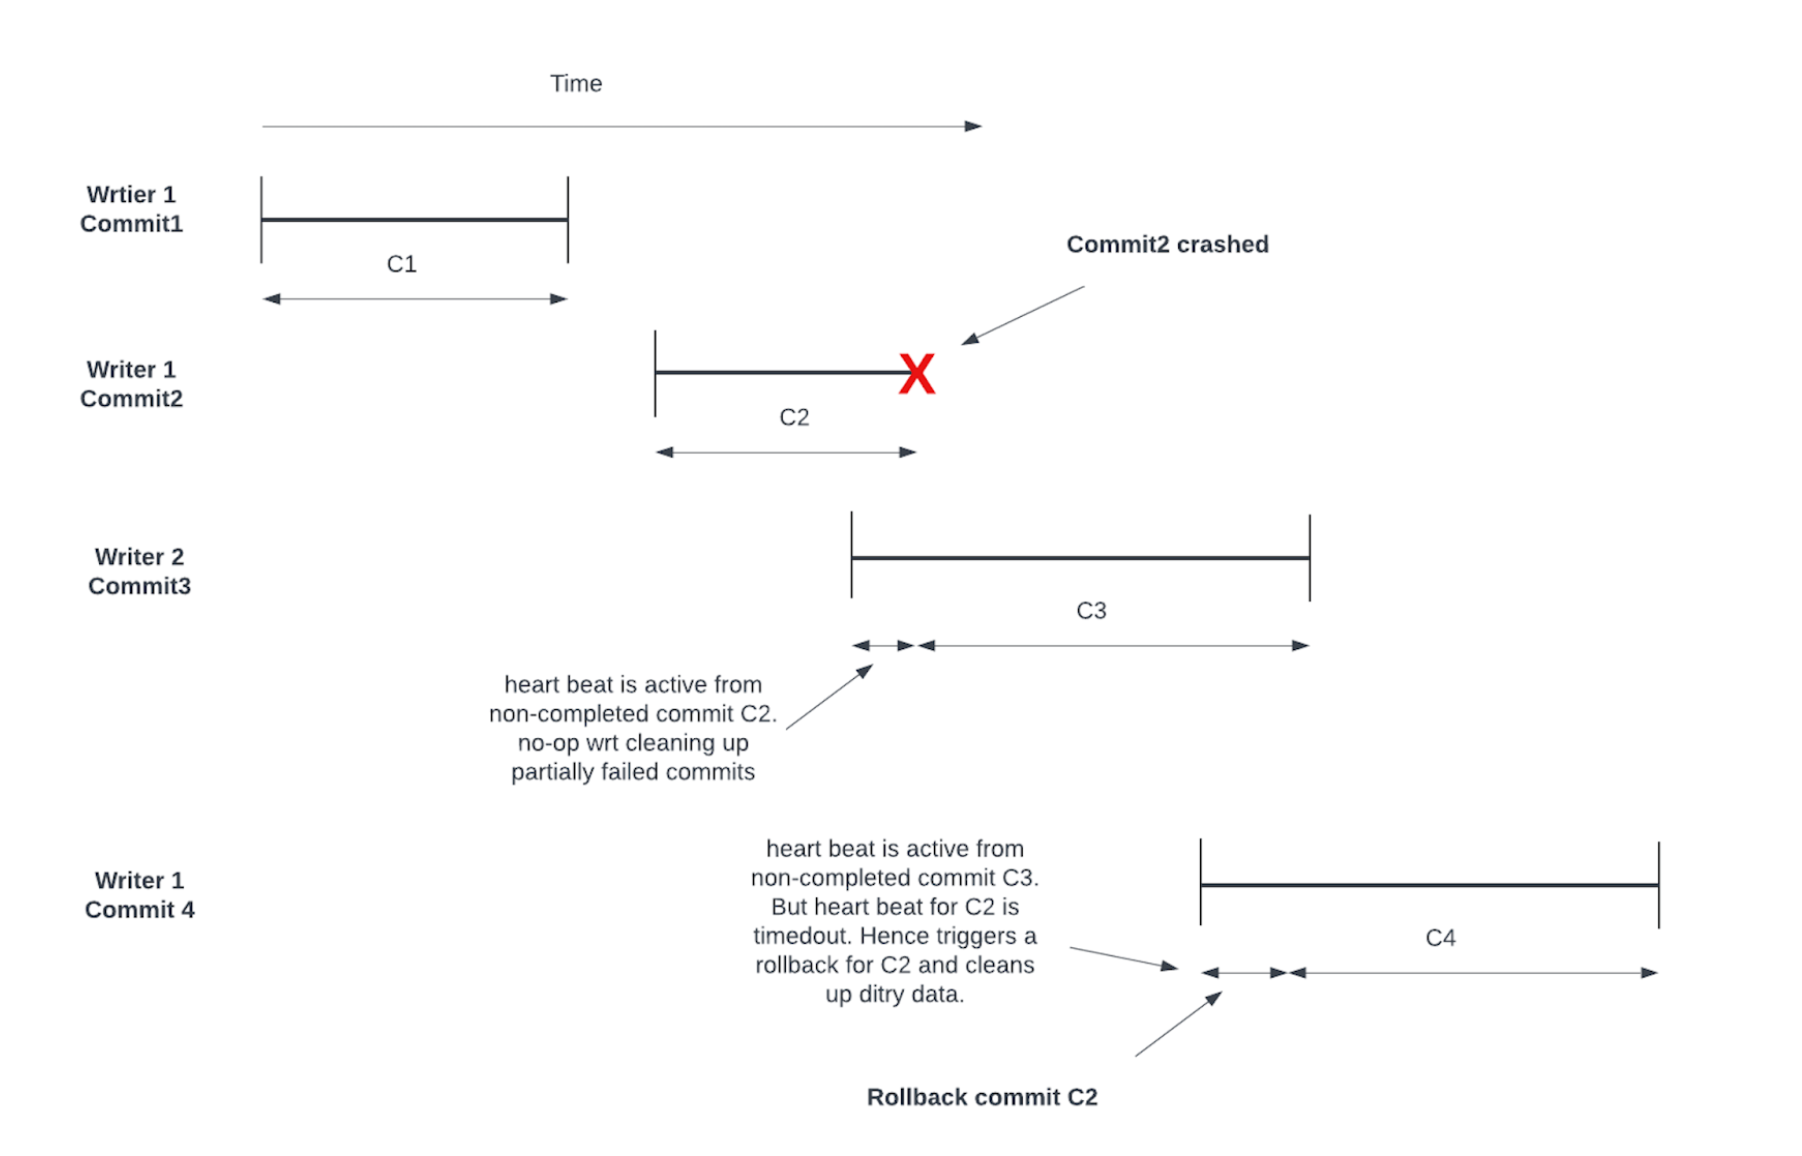 Time
Wrtier 1
Commit1
C1
Commit2 crashed
Writer 1
Commit2
X
C2
Writer 2
Commit3
C3
heart beat is active from
non-completed commit C2.
no-op wrt cleaning up
partially failed commits
Writer 1
Commit 4
heart beat is active from
non-completed commit C3.
But heart beat for C2 is
timedout. Hence triggers a
rollback for C2 and cleans
up ditry data.
C4
Rollback commit C2